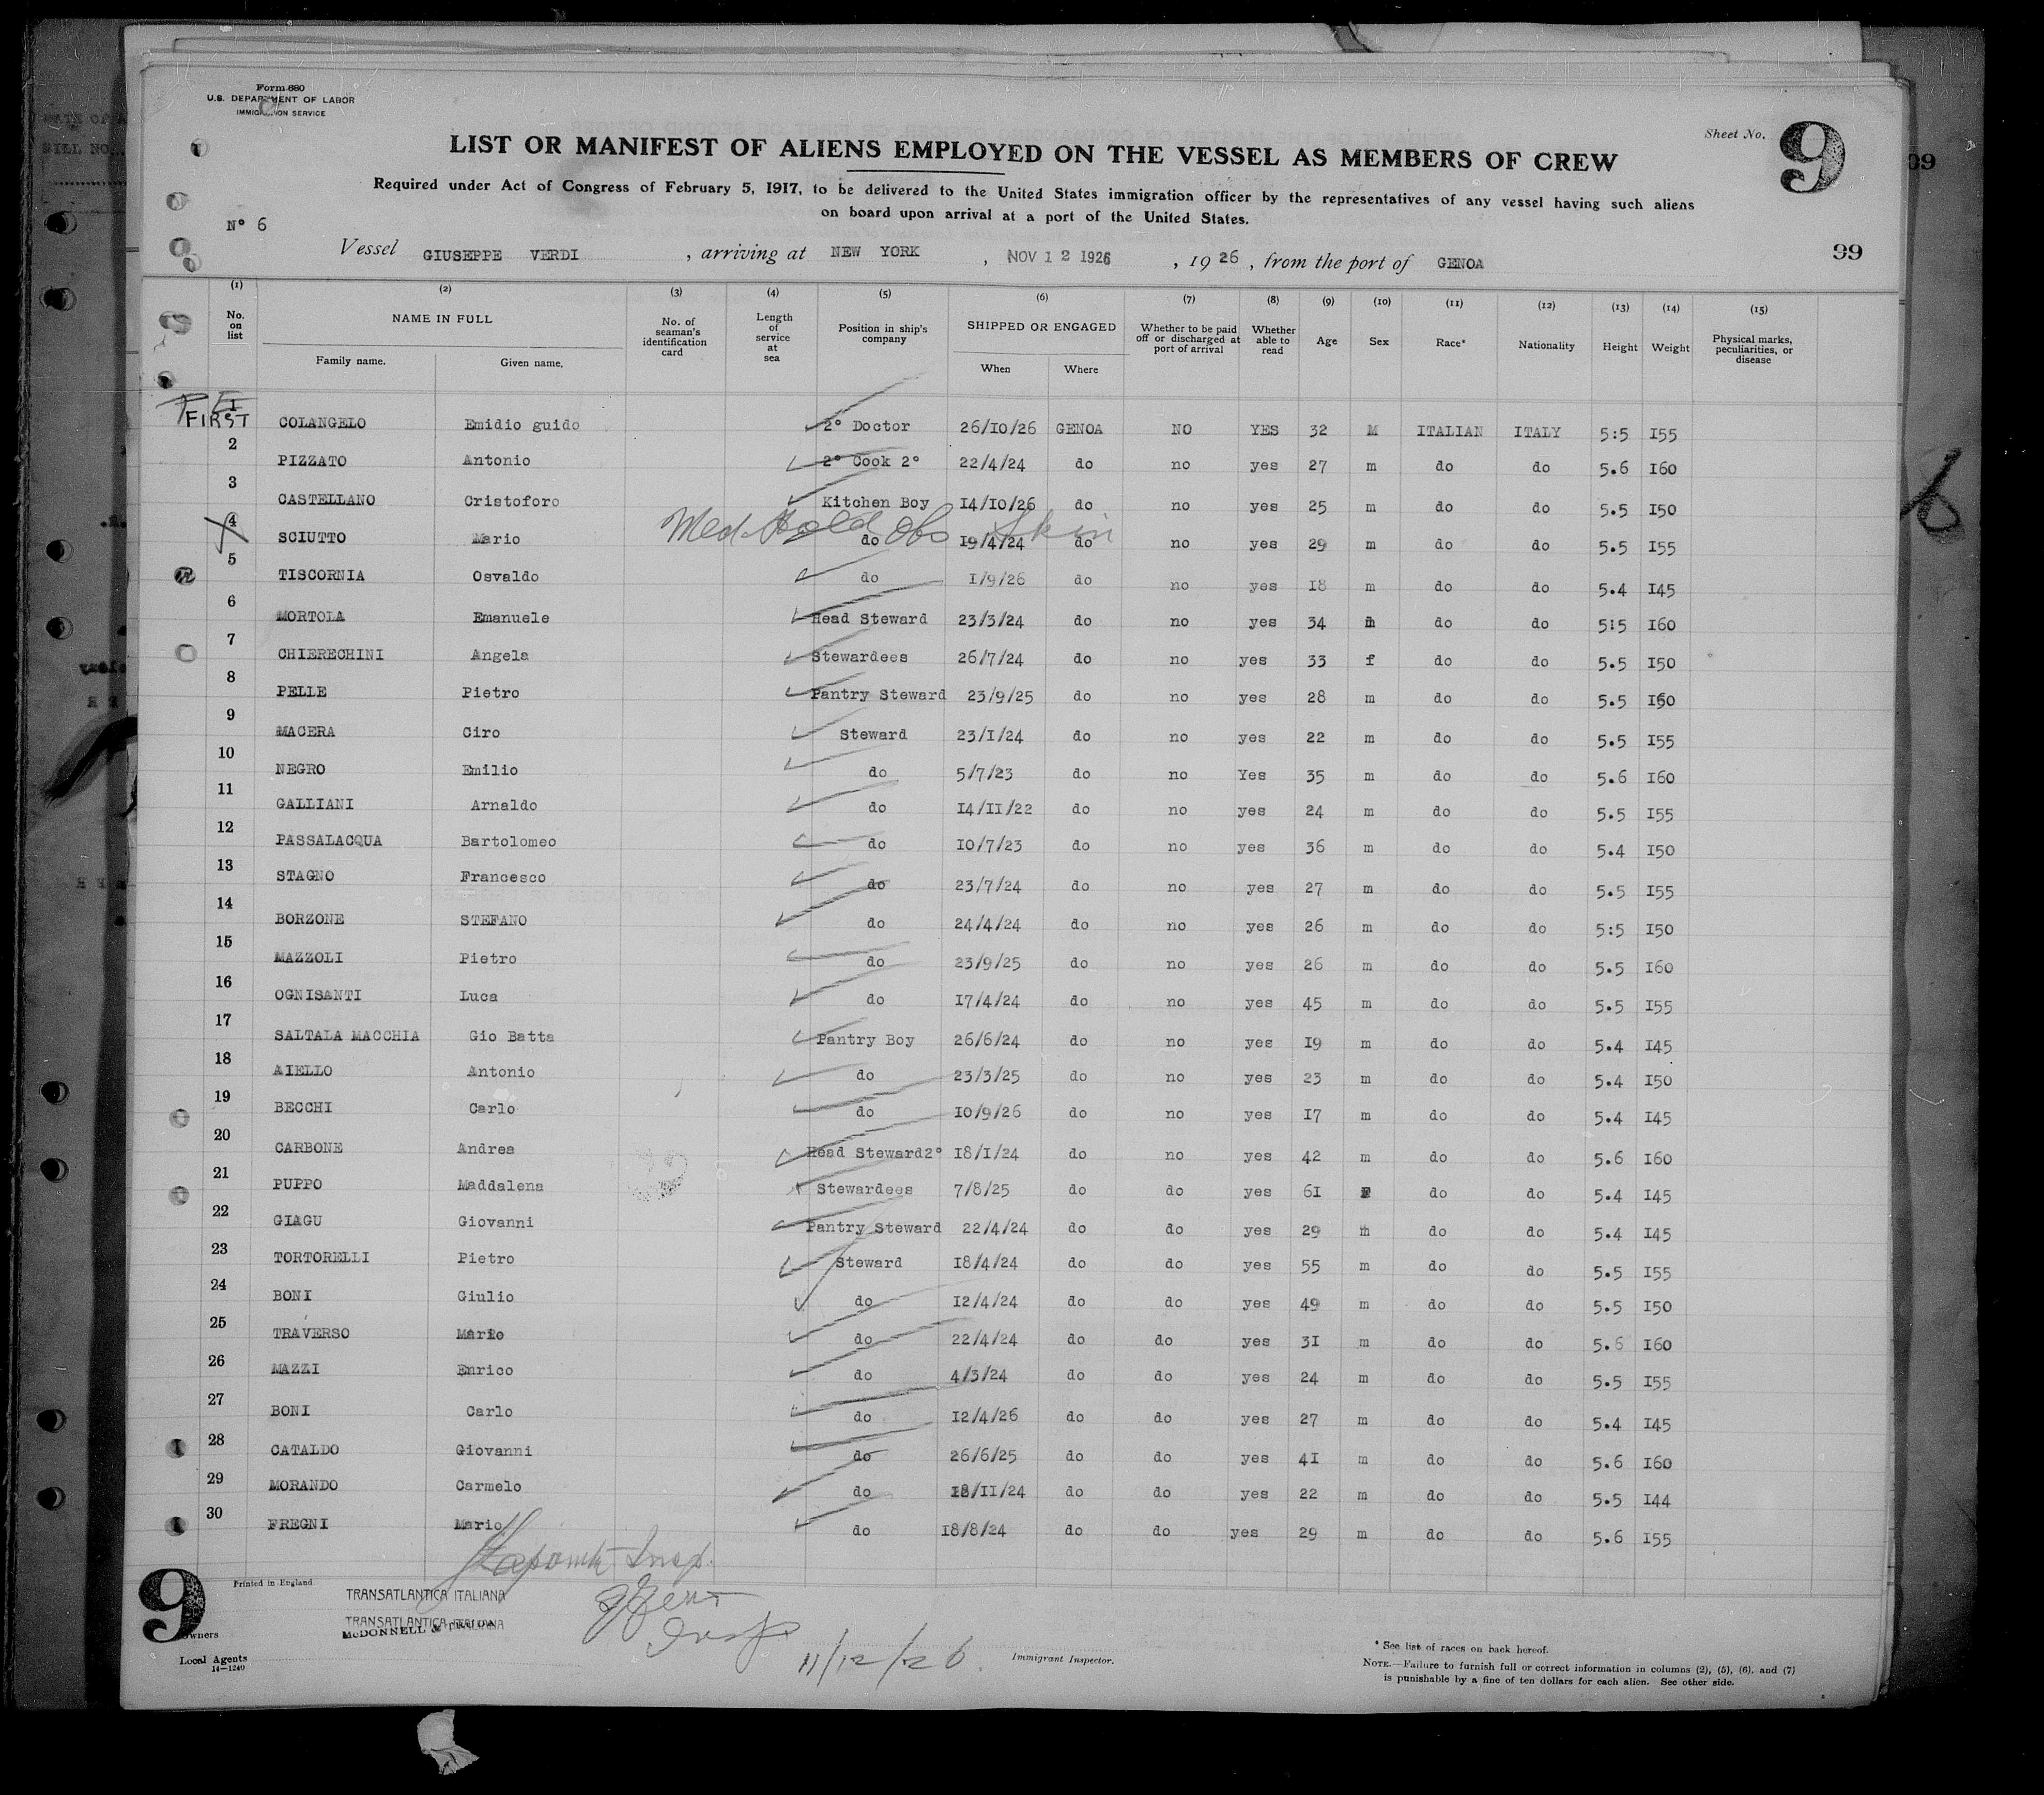 Form 680
U.S. DEPARTMENT OF LABOR
IMMIGRATION SERVICE
Sheet No. 9
LIST OR MANIFEST OF ALIENS EMPLOYED ON THE VESSEL AS MEMBERS OF CREW
Required under Act of Congress of February 5, 1917, to be delivered to the United States immigration officer by the representatives of any vessel having such aliens
on board upon arrival at a port of the United States.
N° 6
Vessel GIUSEPPE VERDI , arriving at NEW YORK , NOV 12 1926 , 1926 , from the port of GENOA
99
(1) (2) (3) (4) (5) (6) (7) (8) (9) (10) (11) (12) (13) (14) (15)
No. on list NAME IN FULL No. of seaman's identification card Length of service at sea Position in ship's company SHIPPED OR ENGAGED Whether to be paid off or discharged at port of arrival Whether able to read Age Sex Race* Nationality Height Weight Physical marks, peculiarities, or disease
Family name. Given name. When Where
FIRST
1 COLANGELO Emidio guido 2° Doctor 26/10/26 GENOA NO YES 32 M ITALIAN ITALY 5:5 155
2 PIZZATO Antonio 2° Cook 2° 22/4/24 do no yes 27 m do do 5.6 160
3 CASTELLANO Cristoforo Kitchen Boy 14/10/26 do no yes 25 m do do 5.5 150
Med. Hold Obs Skin
4 SCIUTTO Mario do 19/4/24 do no yes 29 m do do 5.5 155
5 TISCORNIA Osvaldo do 1/9/26 do no yes 18 m do do 5.4 145
6 MORTOLA Emanuele Head Steward 23/3/24 do no yes 34 m do do 5:5 160
7 CHIERECHINI Angela Stewardees 26/7/24 do no yes 33 f do do 5.5 150
8 PELLE Pietro Pantry Steward 23/9/25 do no yes 28 m do do 5.5 160
9 MACERA Ciro Steward 23/1/24 do no yes 22 m do do 5.5 155
10 NEGRO Emilio do 5/7/23 do no Yes 35 m do do 5.6 160
11 GALLIANI Arnaldo do 14/11/22 do no yes 24 m do do 5.5 155
12 PASSALACQUA Bartolomeo do 10/7/23 do no yes 36 m do do 5.4 150
13 STAGNO Francesco do 23/7/24 do no yes 27 m do do 5.5 155
14 BORZONE STEFANO do 24/4/24 do no yes 26 m do do 5:5 150
15 MAZZOLI Pietro do 23/9/25 do no yes 26 m do do 5.5 160
16 OGNISANTI Luca do 17/4/24 do no yes 45 m do do 5.5 155
17 SALTALA MACCHIA Gio Batta Pantry Boy 26/6/24 do no yes 19 m do do 5.4 145
18 AIELLO Antonio do 23/3/25 do no yes 23 m do do 5.4 150
19 BECCHI Carlo do 10/9/26 do no yes 17 m do do 5.4 145
20 CARBONE Andrea Head Steward2° 18/1/24 do no yes 42 m do do 5.6 160
21 PUPPO Maddalena Stewardees 7/8/25 do do yes 61 F do do 5.4 145
22 GIAGU Giovanni Pantry Steward 22/4/24 do do yes 29 m do do 5.4 145
23 TORTORELLI Pietro Steward 18/4/24 do do yes 55 m do do 5.5 155
24 BONI Giulio do 12/4/24 do do yes 49 m do do 5.5 150
25 TRAVERSO Mario do 22/4/24 do do yes 31 m do do 5.6 160
26 MAZZI Enrico do 4/3/24 do do yes 24 m do do 5.5 155
27 BONI Carlo do 12/4/26 do do yes 27 m do do 5.4 145
28 CATALDO Giovanni do 26/6/25 do do yes 41 m do do 5.6 160
29 MORANDO Carmelo do 18/11/24 do do yes 22 m do do 5.5 144
30 FREGNI Mario do 18/8/24 do do yes 29 m do do 5.6 155
Insp.
9
Printed in England
TRANSATLANTICA ITALIANA
TRANSATLANTICA ITALIANA
McDONNELL & TRUDA
Owners
Local Agents
14—1240
Insp
11/12/26
Immigrant Inspector.
* See list of races on back hereof.
NOTE.—Failure to furnish full or correct information in columns (2), (5), (6), and (7)
is punishable by a fine of ten dollars for each alien. See other side.